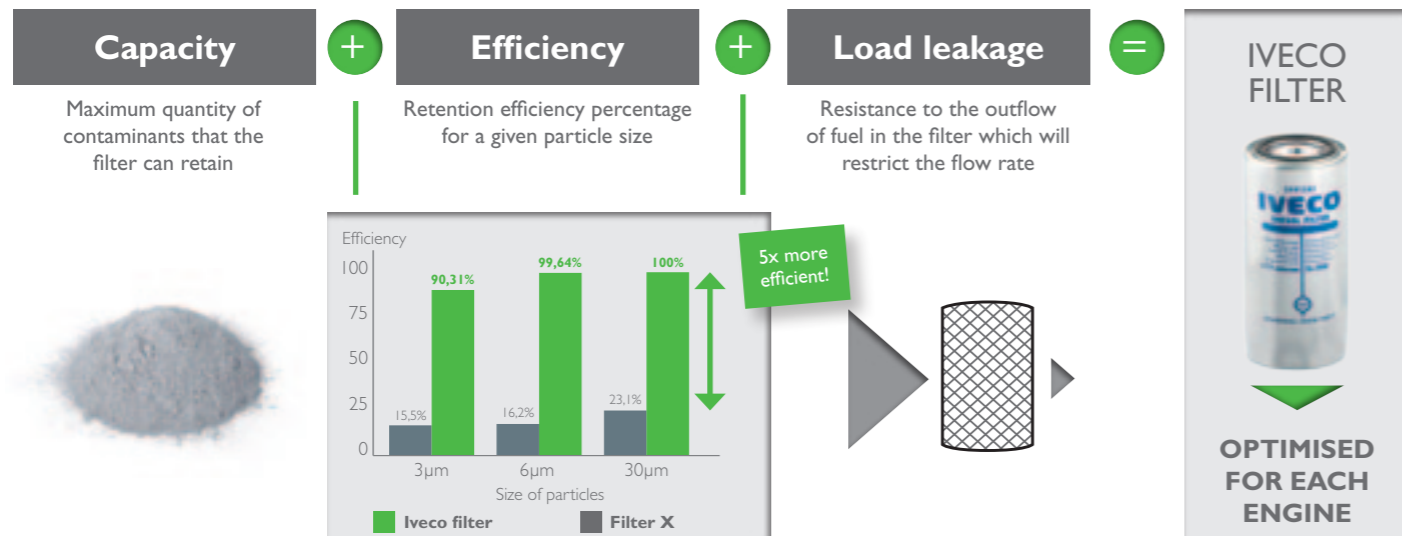 Capacity
+
Efficiency
+
Load leakage
=
Maximum quantity of
contaminants that the
filter can retain
Retention efficiency percentage
for a given particle size
Resistance to the outflow
of fuel in the filter which will
restrict the flow rate
Efficiency
100
75
50
25
0
15,5%
90,31%
16,2%
99,64%
23,1%
100%
3µm
6µm
30µm
Size of particles
Iveco filter
Filter X
5x more
efficient!
IVECO
FILTER
IVECO
OPTIMISED
FOR EACH
ENGINE